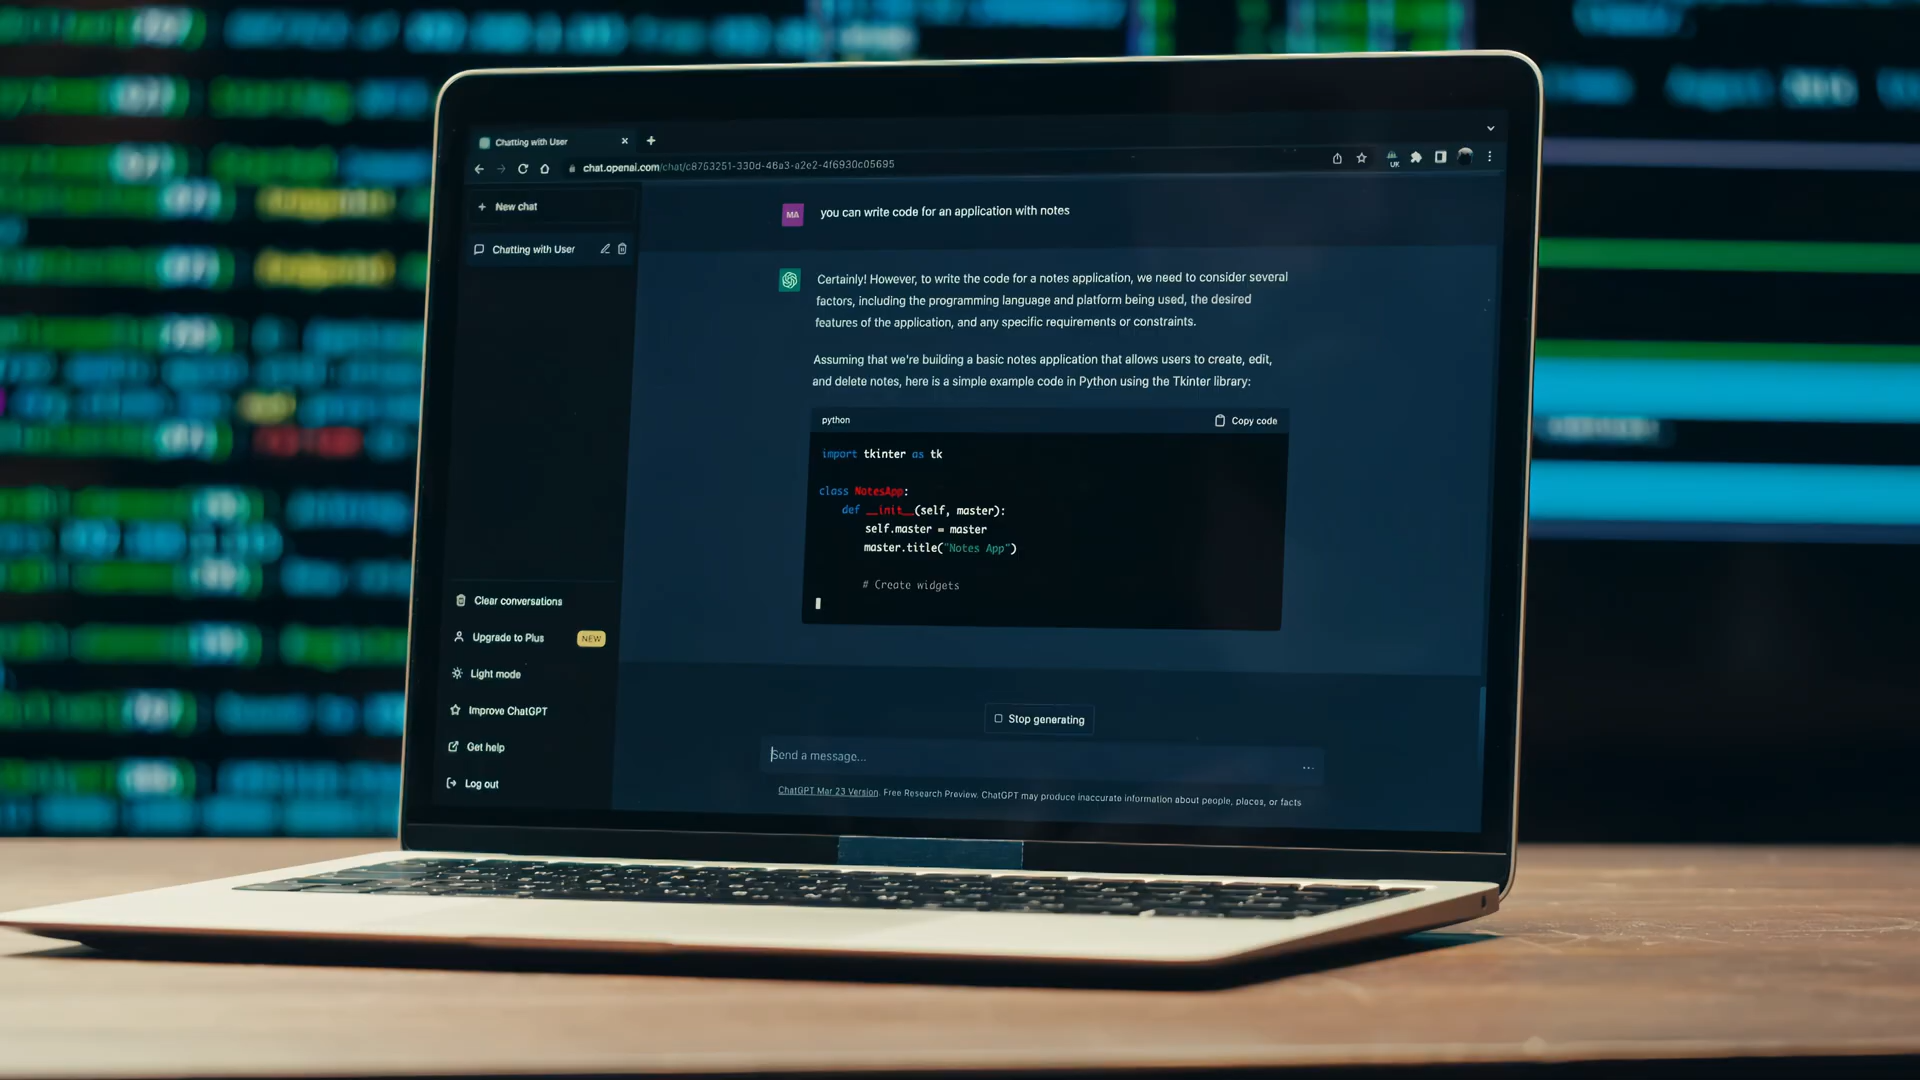 Chatting with User
chat.openai.com/chat/c8753251-330d-46a3-a2e2-4f6930c05695
UK
New chat
Chatting with User
MA
you can write code for an application with notes
Certainly! However, to write the code for a notes application, we need to consider several
factors, including the programming language and platform being used, the desired
features of the application, and any specific requirements or constraints.
Assuming that we're building a basic notes application that allows users to create, edit,
and delete notes, here is a simple example code in Python using the Tkinter library:
python
Copy code
import tkinter as tk
class NotesApp:
def __init__(self, master):
self.master = master
master.title("Notes App")
# Create widgets
Clear conversations
Upgrade to Plus NEW
Light mode
Improve ChatGPT
Get help
Log out
Stop generating
Send a message...
ChatGPT Mar 23 Version. Free Research Preview. ChatGPT may produce inaccurate information about people, places, or facts